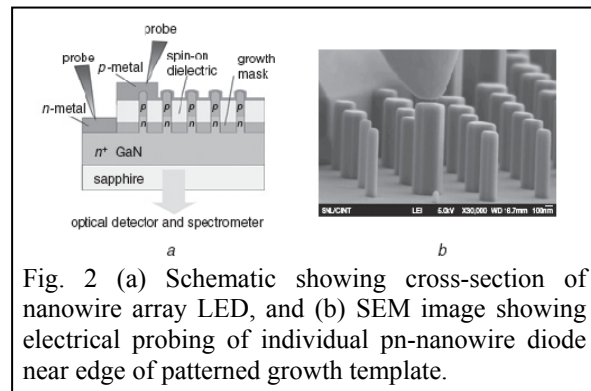 probe
p-metal
probe
spin-on
dielectric
growth
mask
n-metal
p p p p p
n n n n n
n+ GaN
sapphire
optical detector and spectrometer
SNL/CINT LEI 5.0kV X30,000 WD 16.7mm 100nm
a b
Fig. 2 (a) Schematic showing cross-section of
nanowire array LED, and (b) SEM image showing
electrical probing of individual pn-nanowire diode
near edge of patterned growth template.